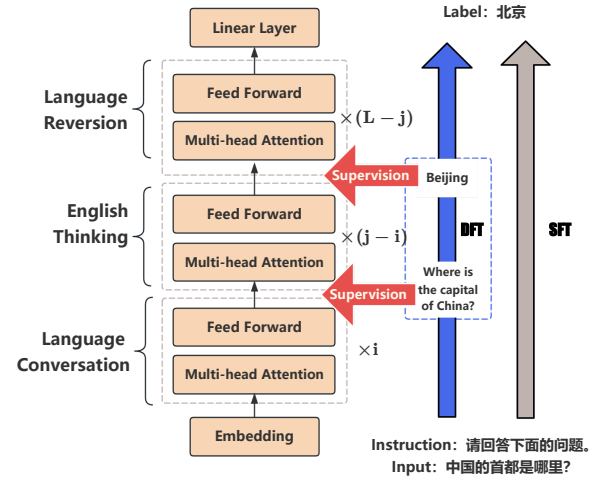 Label：北京
Linear Layer
Language
Reversion
Feed Forward
Multi-head Attention
×(L − j)
Supervision
Beijing
English
Thinking
Feed Forward
Multi-head Attention
×(j − i)
DFT
SFT
Supervision
Where is
the capital
of China?
Language
Conversation
Feed Forward
Multi-head Attention
×i
Embedding
Instruction：请回答下面的问题。
Input：中国的首都是哪里？